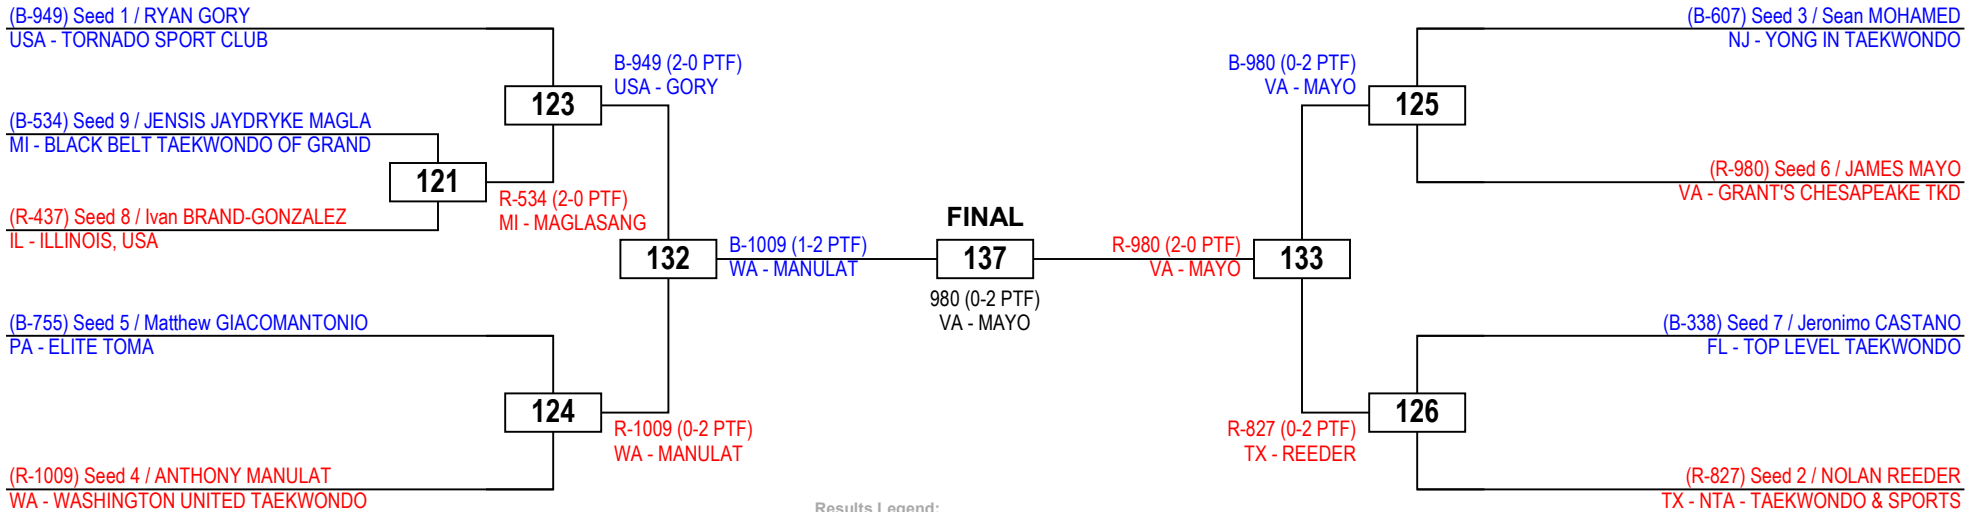 (B-949) Seed 1 / RYAN GORY
USA - TORNADO SPORT CLUB
B-949 (2-0 PTF)
USA - GORY
123
(B-534) Seed 9 / JENSIS JAYDRYKE MAGLA
MI - BLACK BELT TAEKWONDO OF GRAND
121
R-534 (2-0 PTF)
MI - MAGLASANG
(R-437) Seed 8 / Ivan BRAND-GONZALEZ
IL - ILLINOIS, USA
132
B-1009 (1-2 PTF)
WA - MANULAT
(B-755) Seed 5 / Matthew GIACOMANTONIO
PA - ELITE TOMA
124
R-1009 (0-2 PTF)
WA - MANULAT
(R-1009) Seed 4 / ANTHONY MANULAT
WA - WASHINGTON UNITED TAEKWONDO
FINAL
137
980 (0-2 PTF)
VA - MAYO
(B-607) Seed 3 / Sean MOHAMED
NJ - YONG IN TAEKWONDO
B-980 (0-2 PTF)
VA - MAYO
125
(R-980) Seed 6 / JAMES MAYO
VA - GRANT'S CHESAPEAKE TKD
R-980 (2-0 PTF)
VA - MAYO
133
(B-338) Seed 7 / Jeronimo CASTANO
FL - TOP LEVEL TAEKWONDO
126
R-827 (0-2 PTF)
TX - REEDER
(R-827) Seed 2 / NOLAN REEDER
TX - NTA - TAEKWONDO & SPORTS
Results Legend: